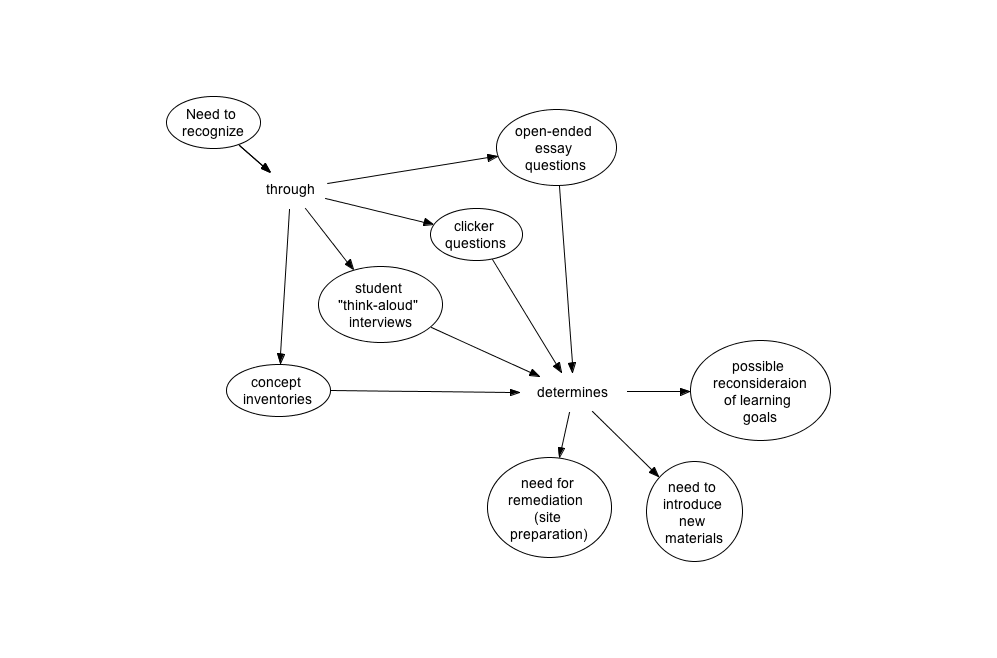 Need to
recognize
through
open-ended
essay
questions
clicker
questions
student
"think-aloud"
interviews
concept
inventories
determines
possible
reconsideraion
of learning
goals
need for
remediation
(site
preparation)
need to
introduce
new
materials